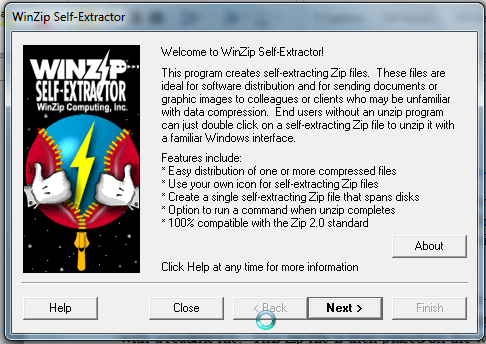 WinZip Self-Extractor
WINZIP
SELF-EXTRACTOR
WinZip Computing, Inc.
Welcome to WinZip Self-Extractor!
This program creates self-extracting Zip files. These files are
ideal for software distribution and for sending documents or
graphic images to colleagues or clients who may be unfamiliar
with data compression. End users without an unzip program
can just double click on a self-extracting Zip file to unzip it with
a familiar Windows interface.
Features include:
* Easy distribution of one or more compressed files
* Use your own icon for self-extracting Zip files
* Create a single self-extracting Zip file that spans disks
* Option to run a command when unzip completes
* 100% compatible with the Zip 2.0 standard
About
Click Help at any time for more information
Help
Close
< Back
Next >
Finish